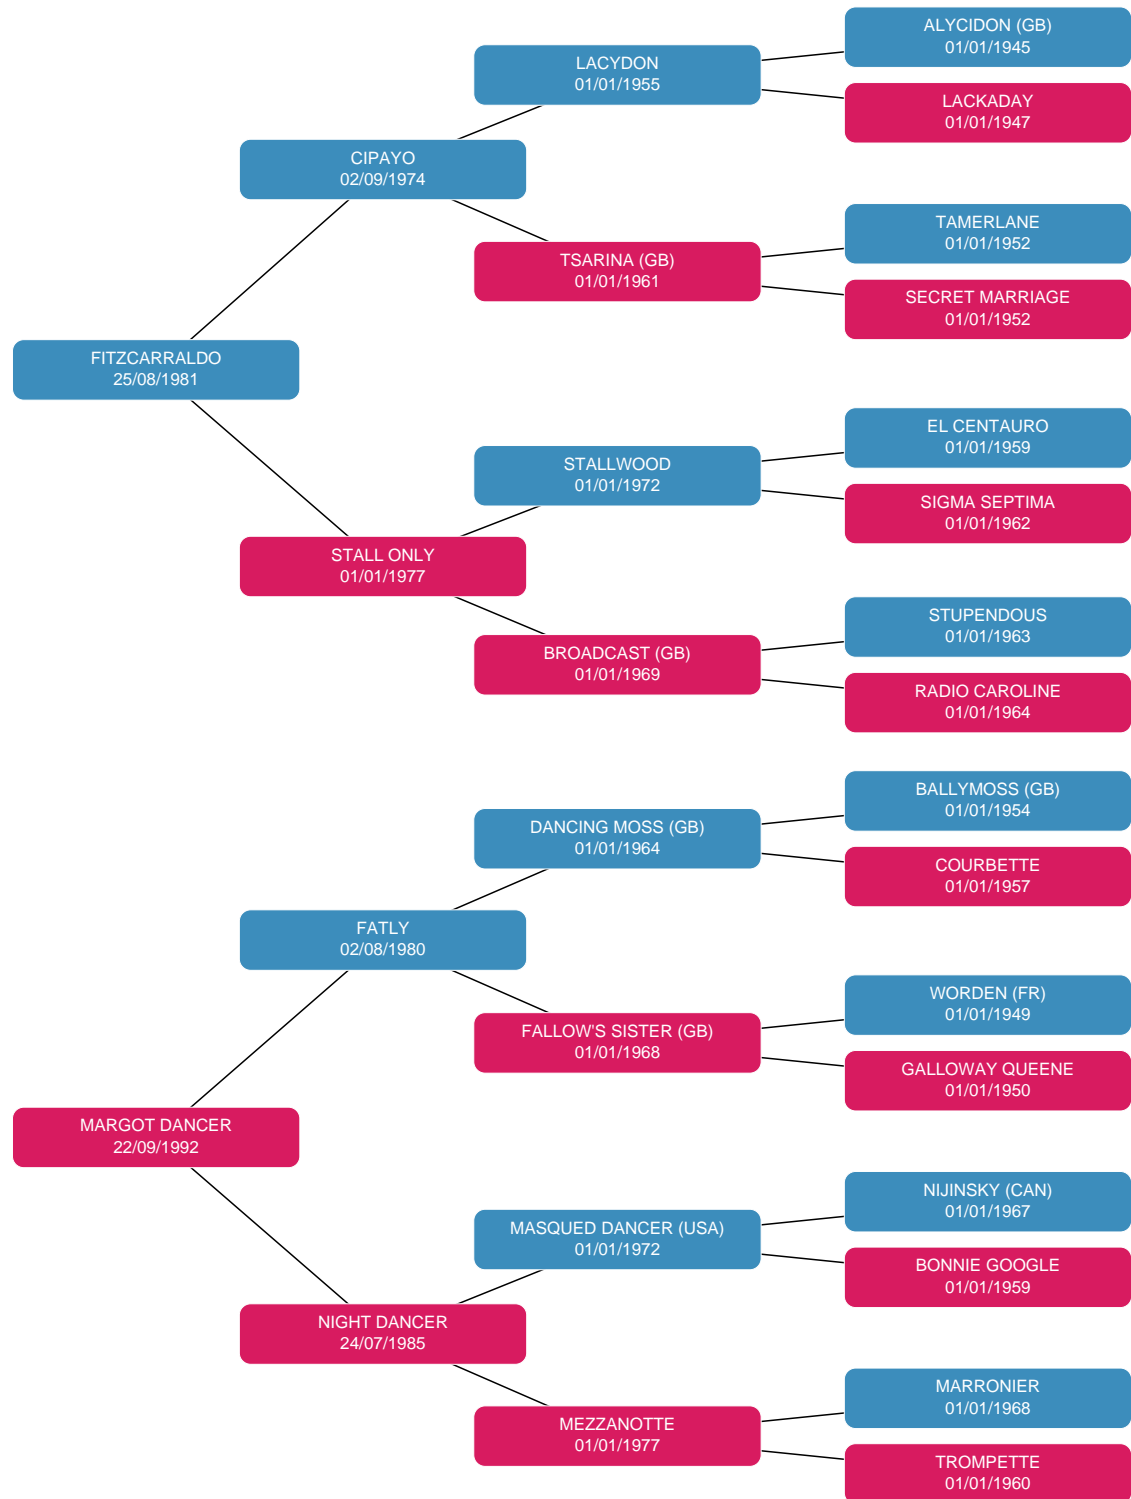 ALYCIDON (GB)
01/01/1945
LACYDON
01/01/1955
LACKADAY
01/01/1947
CIPAYO
02/09/1974
TAMERLANE
01/01/1952
TSARINA (GB)
01/01/1961
SECRET MARRIAGE
01/01/1952
FITZCARRALDO
25/08/1981
EL CENTAURO
01/01/1959
STALLWOOD
01/01/1972
SIGMA SEPTIMA
01/01/1962
STALL ONLY
01/01/1977
STUPENDOUS
01/01/1963
BROADCAST (GB)
01/01/1969
RADIO CAROLINE
01/01/1964
BALLYMOSS (GB)
01/01/1954
DANCING MOSS (GB)
01/01/1964
COURBETTE
01/01/1957
FATLY
02/08/1980
WORDEN (FR)
01/01/1949
FALLOW'S SISTER (GB)
01/01/1968
GALLOWAY QUEENE
01/01/1950
MARGOT DANCER
22/09/1992
NIJINSKY (CAN)
01/01/1967
MASQUED DANCER (USA)
01/01/1972
BONNIE GOOGLE
01/01/1959
NIGHT DANCER
24/07/1985
MARRONIER
01/01/1968
MEZZANOTTE
01/01/1977
TROMPETTE
01/01/1960